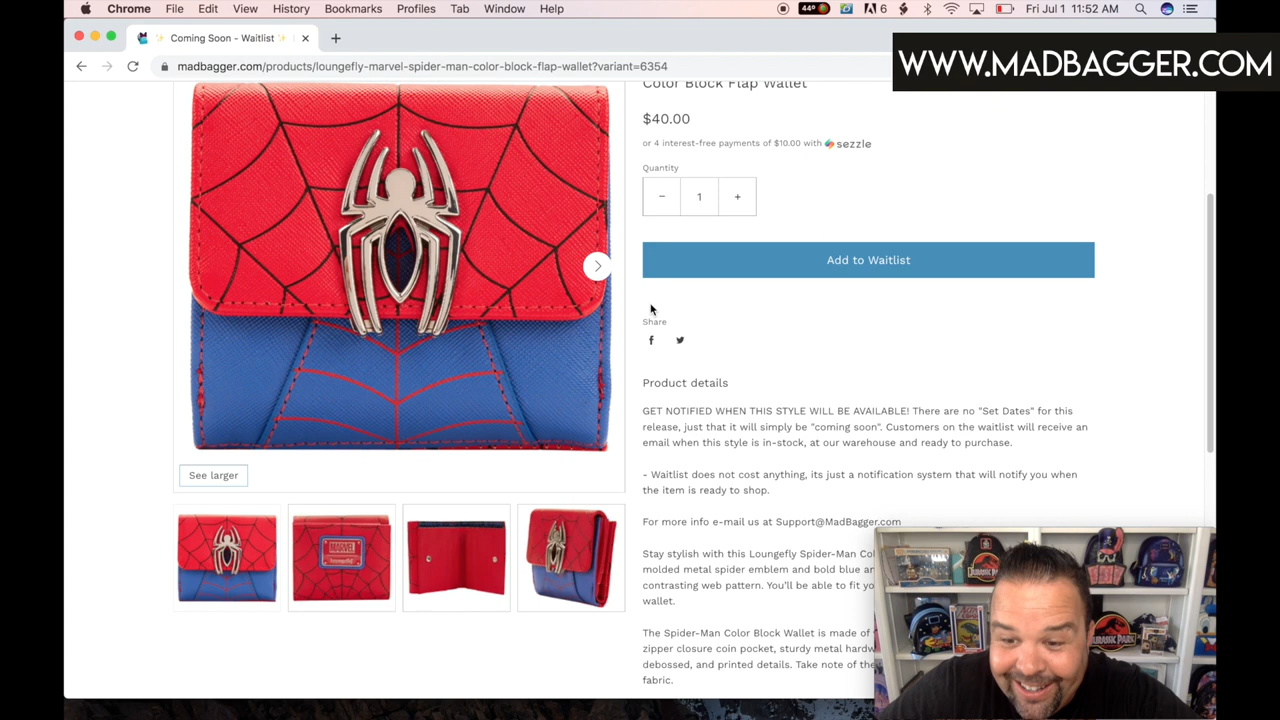 Chrome File Edit View History Bookmarks Profiles Tab Window Help 44° 6 Fri Jul 1 11:52 AM
✨ Coming Soon - Waitlist ✨
madbagger.com/products/loungefly-marvel-spider-man-color-block-flap-wallet?variant=6354
WWW.MADBAGGER.COM
Color Block Flap Wallet
$40.00
or 4 interest-free payments of $10.00 with sezzle
Quantity
− 1 +
Add to Waitlist
Share
Product details
GET NOTIFIED WHEN THIS STYLE WILL BE AVAILABLE! There are no "Set Dates" for this
release, just that it will simply be "coming soon". Customers on the waitlist will receive an
email when this style is in-stock, at our warehouse and ready to purchase.
- Waitlist does not cost anything, its just a notification system that will notify you when
the item is ready to shop.
For more info e-mail us at Support@MadBagger.com
Stay stylish with this Loungefly Spider-Man Col
molded metal spider emblem and bold blue an
contrasting web pattern. You'll be able to fit yo
wallet.
The Spider-Man Color Block Wallet is made of
zipper closure coin pocket, sturdy metal hardw
debossed, and printed details. Take note of the
fabric.
See larger
MARVEL
JURASSIC PARK